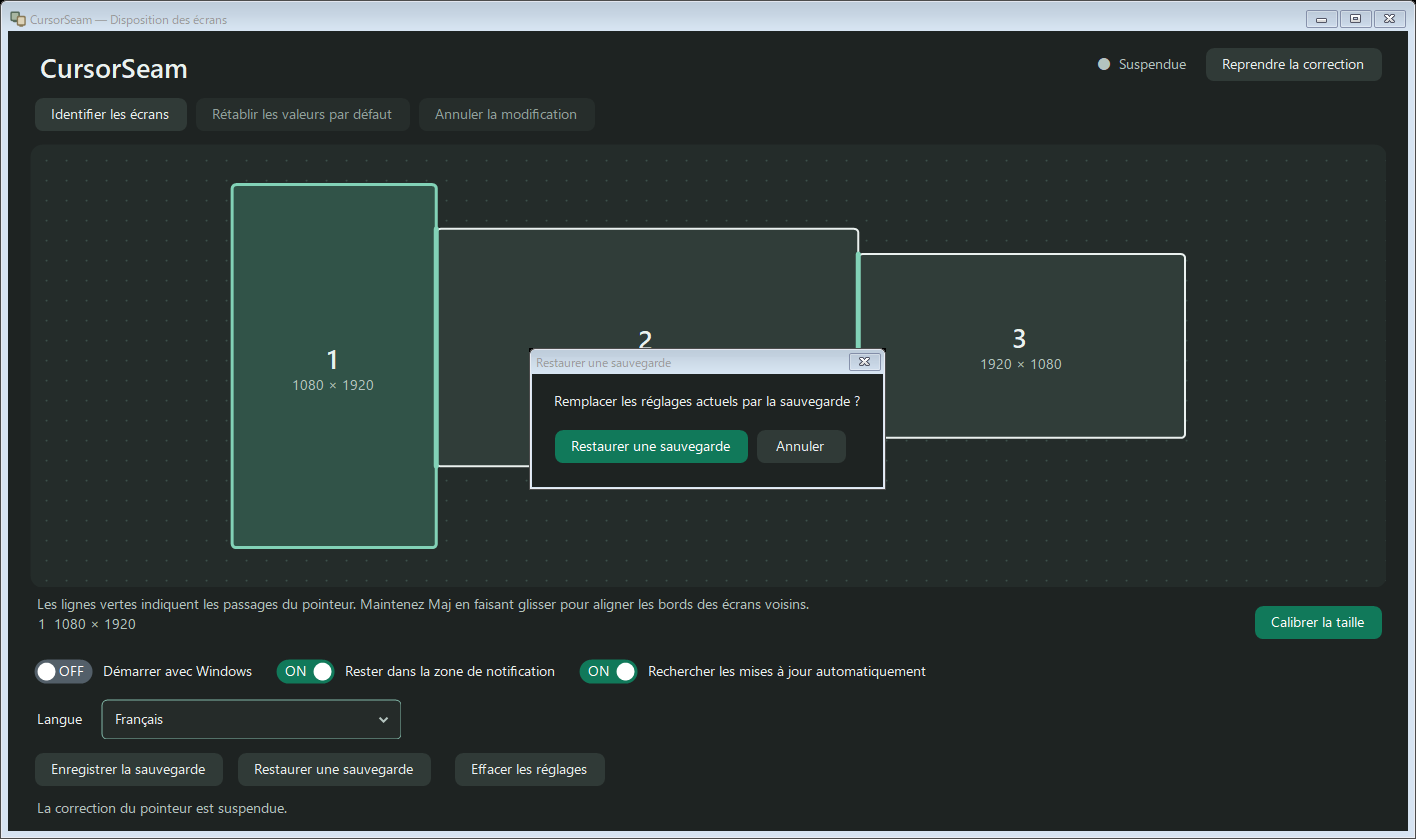 CursorSeam — Disposition des écrans
CursorSeam
Suspendue
Reprendre la correction
Identifier les écrans
Rétablir les valeurs par défaut
Annuler la modification
1
1080 × 1920
2
3
1920 × 1080
Restaurer une sauvegarde
Remplacer les réglages actuels par la sauvegarde ?
Restaurer une sauvegarde
Annuler
Les lignes vertes indiquent les passages du pointeur. Maintenez Maj en faisant glisser pour aligner les bords des écrans voisins.
1 1080 × 1920
Calibrer la taille
OFF Démarrer avec Windows
ON Rester dans la zone de notification
ON Rechercher les mises à jour automatiquement
Langue
Français
Enregistrer la sauvegarde
Restaurer une sauvegarde
Effacer les réglages
La correction du pointeur est suspendue.